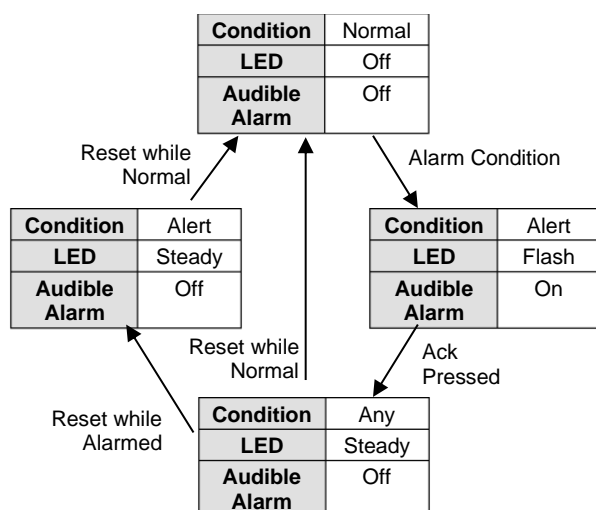 Condition Normal
LED Off
Audible Off
Alarm
Reset while
Normal
Alarm Condition
Condition Alert
LED Steady
Audible Off
Alarm
Condition Alert
LED Flash
Audible On
Alarm
Reset while
Normal
Ack
Pressed
Reset while
Alarmed
Condition Any
LED Steady
Audible Off
Alarm